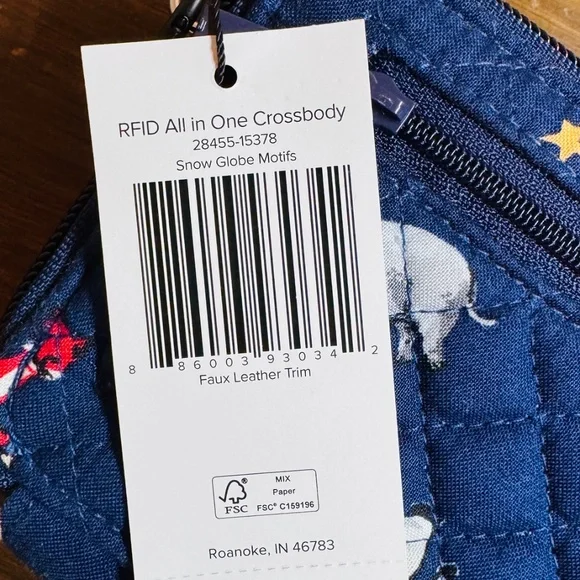 RFID All in One Crossbody
28455-15378
Snow Globe Motifs
8 86003 93034 2
Faux Leather Trim
FSC
MIX
Paper
FSC® C159196
Roanoke, IN 46783